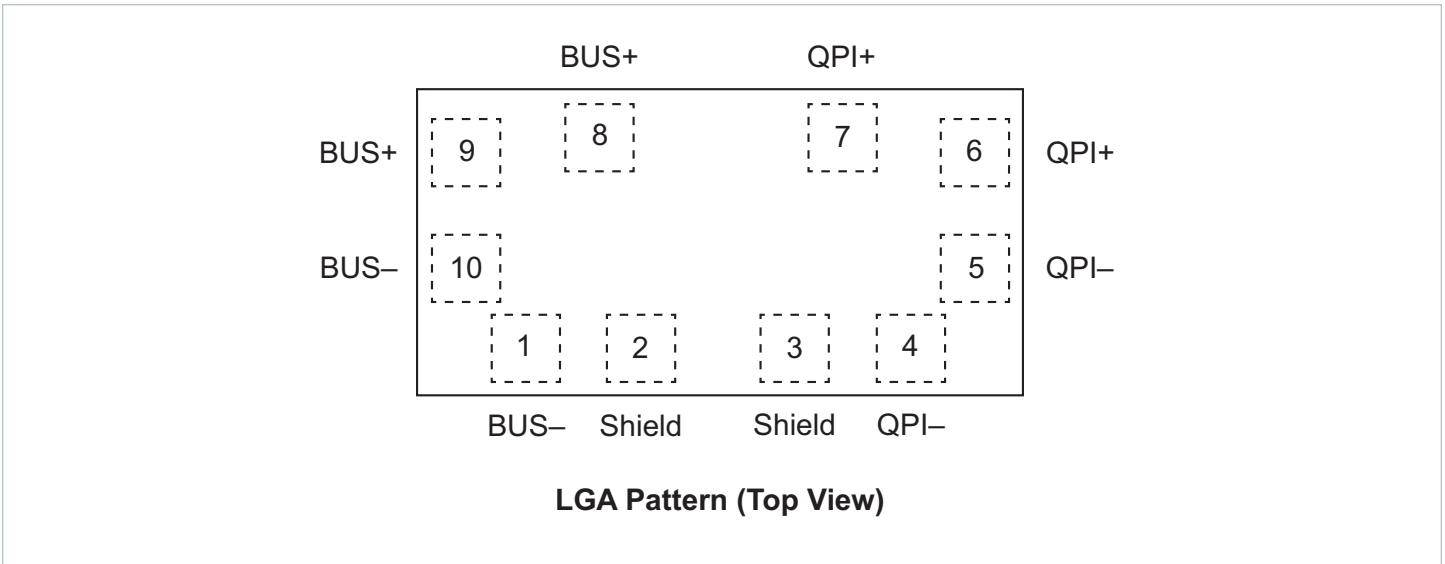 BUS+ QPI+
BUS+ 9 8 7 6 QPI+
BUS– 10 5 QPI–
1 2 3 4
BUS– Shield Shield QPI–
LGA Pattern (Top View)